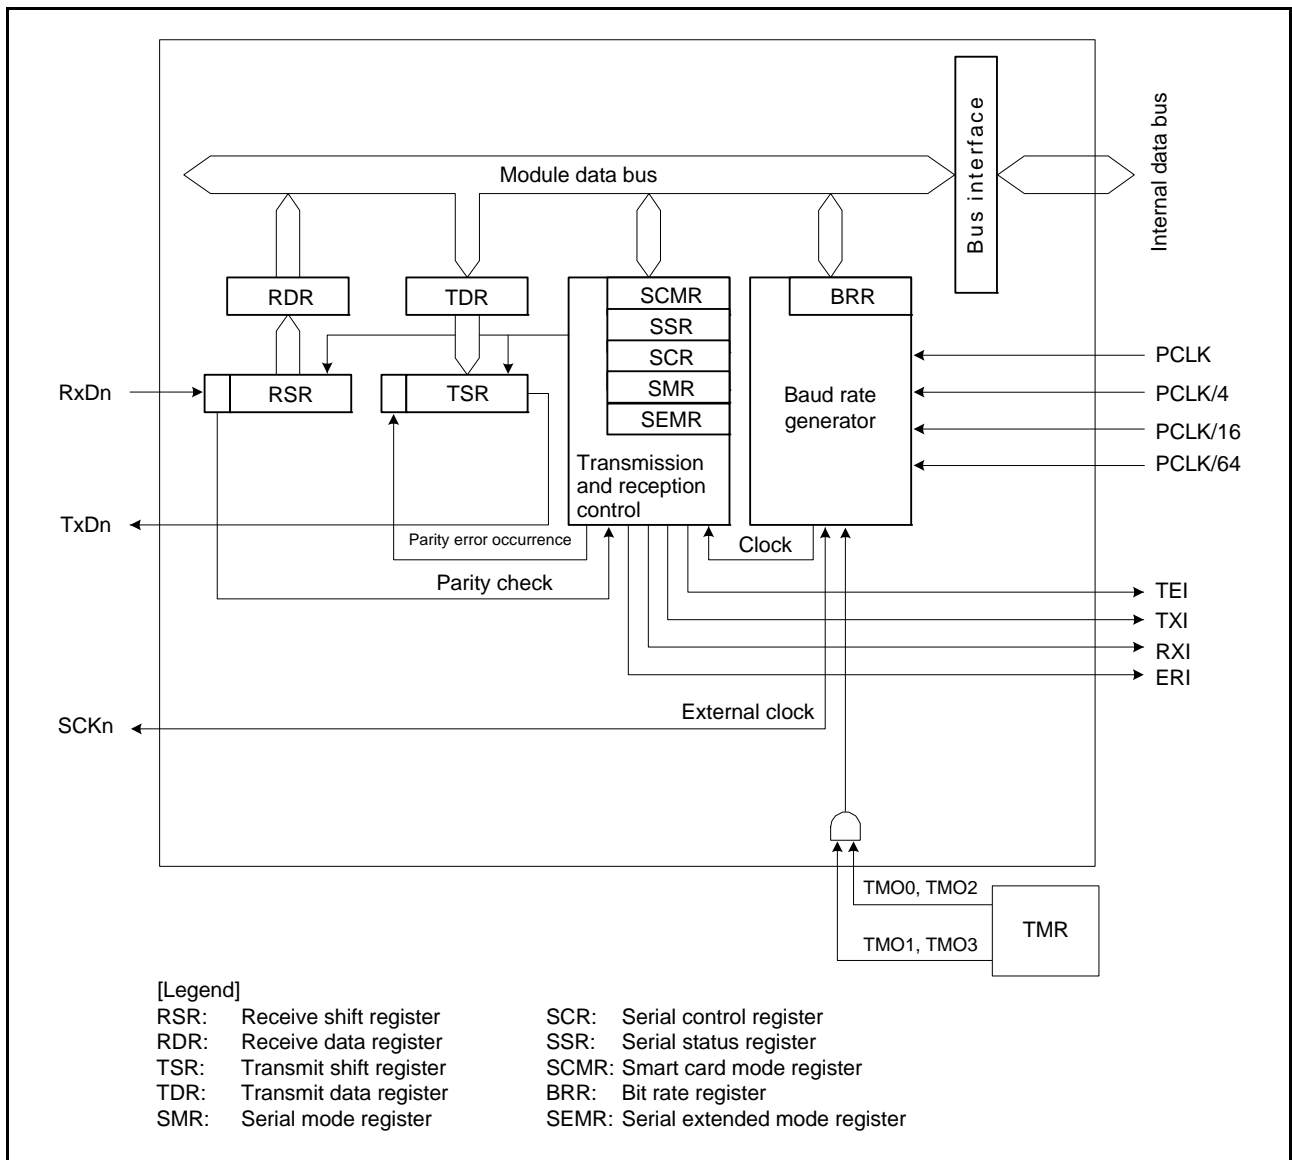 Internal data bus
Bus interface
Module data bus
RDR
TDR
SCMR
BRR
SSR
SCR
SMR
SEMR
RSR
TSR
Baud rate
generator
Transmission
and reception
control
PCLK
PCLK/4
PCLK/16
PCLK/64
RxDn
TxDn
Parity error occurrence
Clock
Parity check
TEI
TXI
RXI
ERI
External clock
SCKn
TMO0, TMO2
TMO1, TMO3
TMR
[Legend]
RSR: Receive shift register
RDR: Receive data register
TSR: Transmit shift register
TDR: Transmit data register
SMR: Serial mode register
SCR: Serial control register
SSR: Serial status register
SCMR: Smart card mode register
BRR: Bit rate register
SEMR: Serial extended mode register